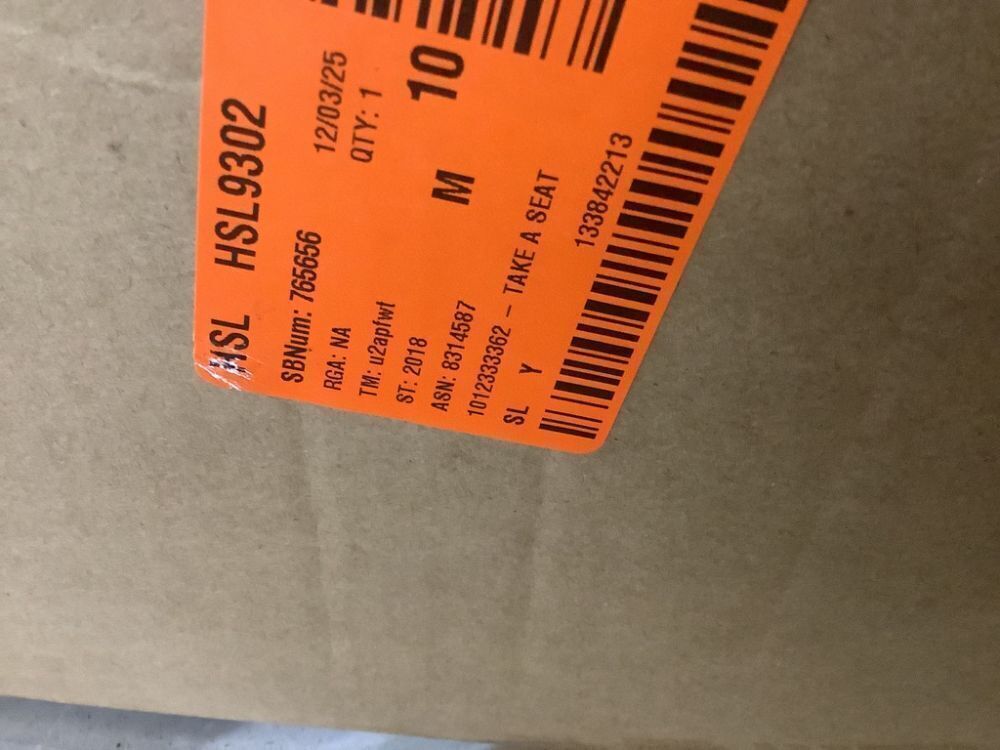 HSL HSL9302
12/03/25
SBNum: 765656
QTY: 1
RGA: NA
TM: u2apfwt
10
ST: 2018
M
ASN: 8314587
1012333362 - TAKE A SEAT
SL Y
133842213